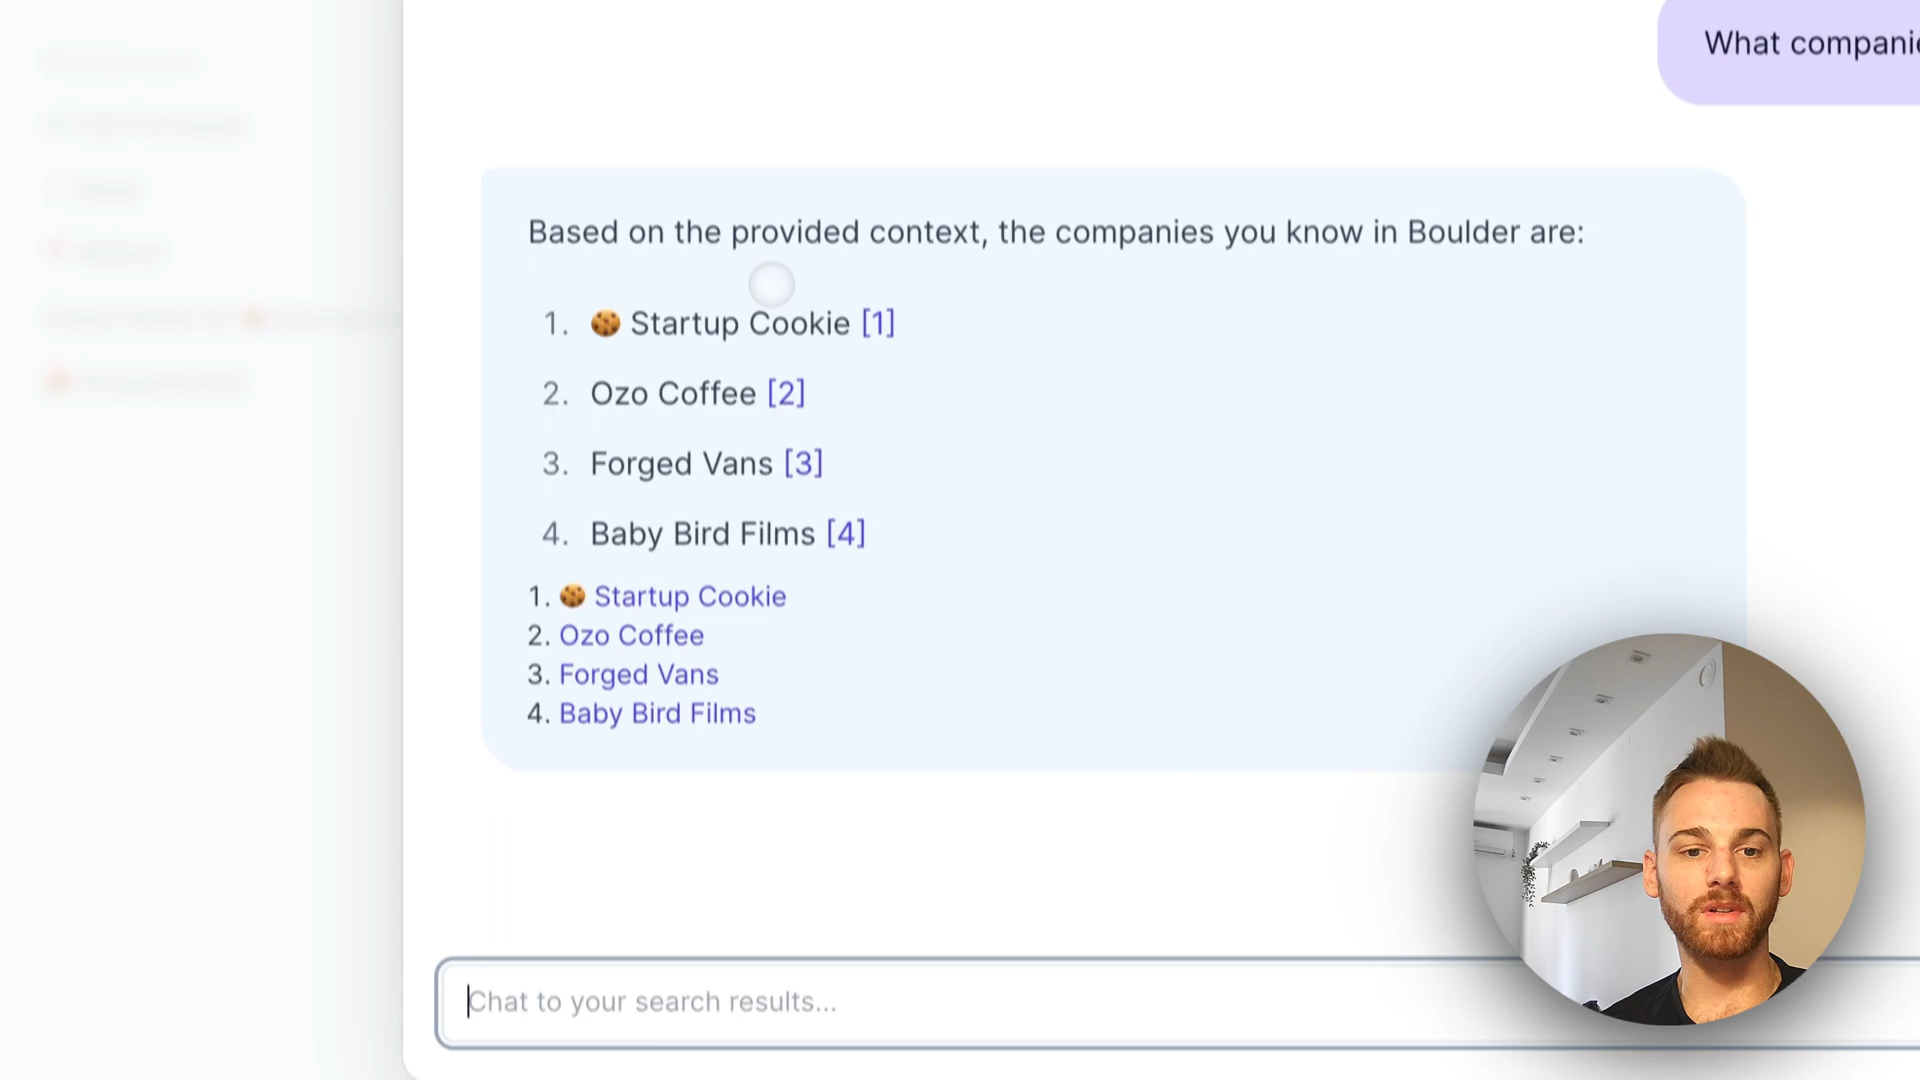 What compani
Based on the provided context, the companies you know in Boulder are:
1. 🍪 Startup Cookie [1]
2. Ozo Coffee [2]
3. Forged Vans [3]
4. Baby Bird Films [4]
1. 🍪 Startup Cookie
2. Ozo Coffee
3. Forged Vans
4. Baby Bird Films
Chat to your search results...